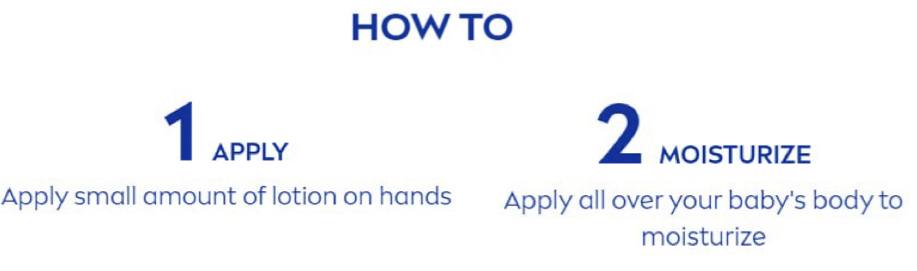 HOW TO
1 APPLY
Apply small amount of lotion on hands
2 MOISTURIZE
Apply all over your baby's body to
moisturize